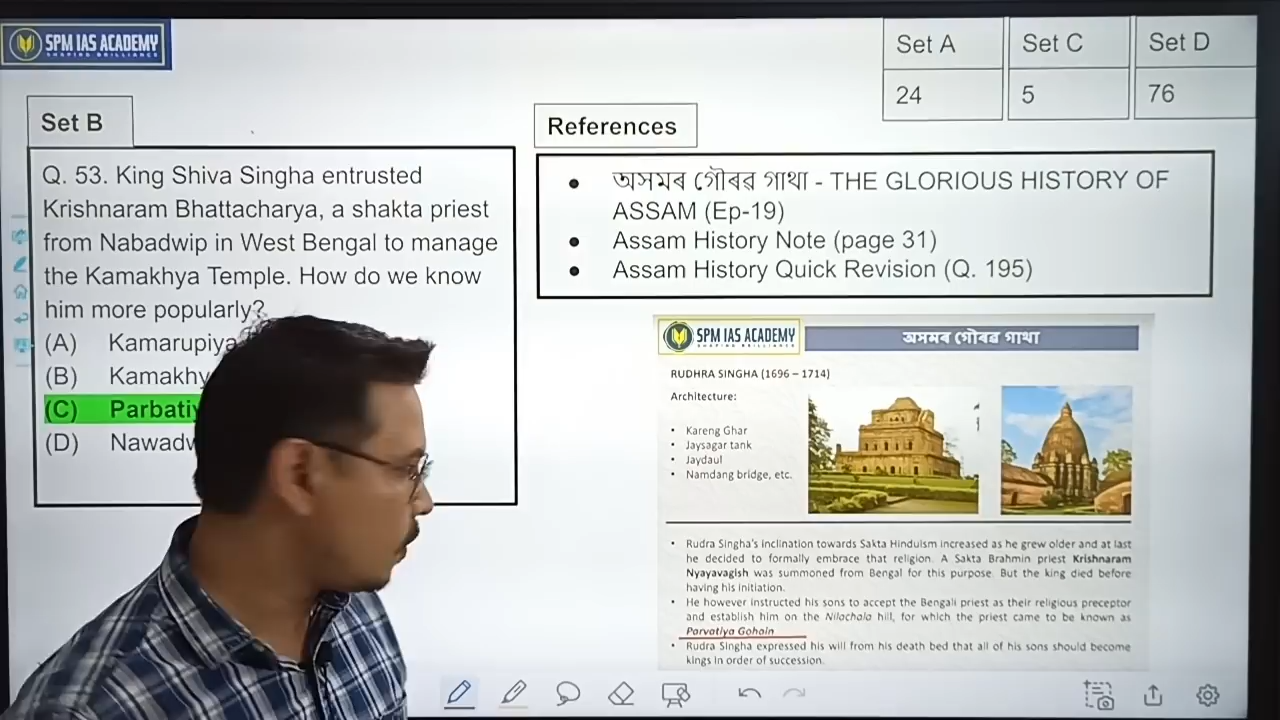 SPM IAS ACADEMY
SHAPING BRILLIANCE
Set A
Set C
Set D
24
5
76
Set B
Q. 53. King Shiva Singha entrusted
Krishnaram Bhattacharya, a shakta priest
from Nabadwip in West Bengal to manage
the Kamakhya Temple. How do we know
him more popularly?
(A) Kamarupiya
(B)
(C)
(D)
References
• অসমৰ গৌৰৱ গাথা - THE GLORIOUS HISTORY OF
ASSAM (Ep-19)
• Assam History Note (page 31)
• Assam History Quick Revision (Q. 195)
SPM IAS ACADEMY
SHAPING BRILLIANCE
অসমৰ গৌৰৱ গাথা
RUDHRA SINGHA (1696 – 1714)
Architecture:
• Kareng Ghar
• Jaysagar tank
• Jaydaul
• Namdang bridge, etc.
• Rudra Singha's inclination towards Sakta Hinduism increased as he grew older and at last
he decided to formally embrace that religion. A Sakta Brahmin priest Krishnaram
Nyayavagish was summoned from Bengal for this purpose. But the king died before
having his initiation.
• He however instructed his sons to accept the Bengali priest as their religious preceptor
and establish him on the Nilachala hill, for which the priest came to be known as
Parvatiya Gohain
• Rudra Singha expressed his will from his death bed that all of his sons should become
kings in order of succession.